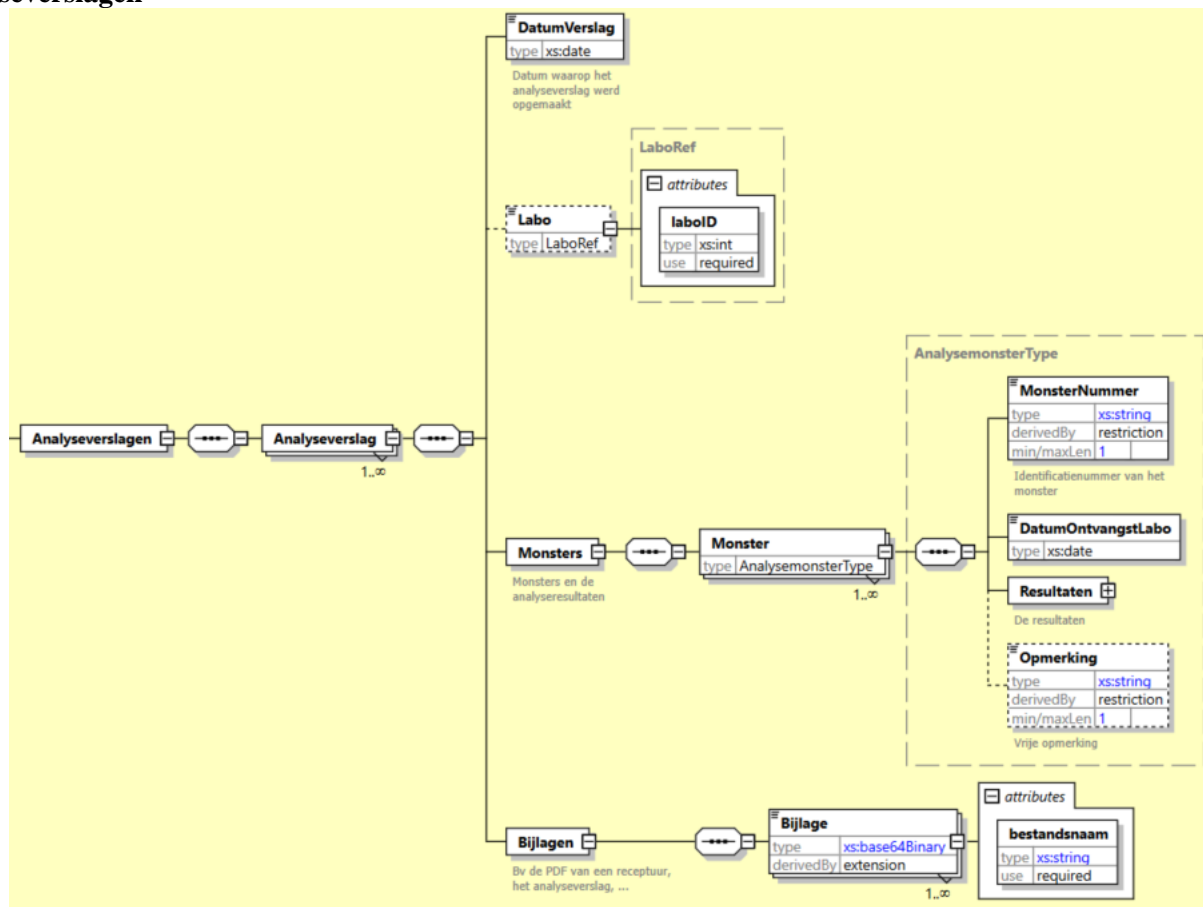 DatumVerslag
type xs:date
Datum waarop het
analyseverslag werd
opgemaakt
LaboRef
attributes
Labo
type LaboRef
laboID
type xs:int
use required
AnalysemonsterType
MonsterNummer
type xs:string
derivedBy restriction
min/maxLen 1
Identificatienummer van het
monster
Analyseverslagen
Analyseverslag
1..∞
DatumOntvangstLabo
type xs:date
Monsters
Monsters en de
analyseresultaten
Monster
type AnalysemonsterType
1..∞
Resultaten
De resultaten
Opmerking
type xs:string
derivedBy restriction
min/maxLen 1
Vrije opmerking
Bijlagen
Bv de PDF van een receptuur,
het analyseverslag, ...
Bijlage
type xs:base64Binary
derivedBy extension
1..∞
attributes
bestandsnaam
type xs:string
use required